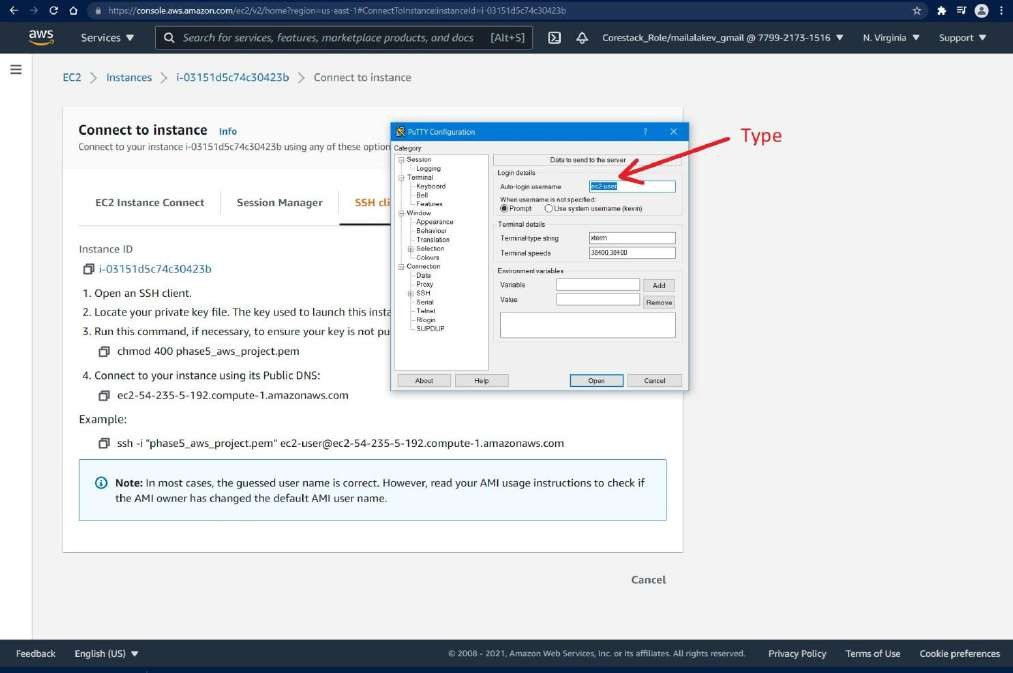 https://console.aws.amazon.com/ec2/v2/home?region=us-east-1#ConnectToInstance:instanceId=i-03151d5c74c30423b
aws
Services
Search for services, features, marketplace products, and docs [Alt+S]
Corestack_Role/mailalakev_gmail @ 7799-2173-1516
N. Virginia
Support
EC2 > Instances > i-03151d5c74c30423b > Connect to instance
Connect to instance Info
Connect to your instance i-03151d5c74c30423b using any of these option
EC2 Instance Connect
Session Manager
SSH cli
Instance ID
i-03151d5c74c30423b
1. Open an SSH client.
2. Locate your private key file. The key used to launch this insta
3. Run this command, if necessary, to ensure your key is not pu
chmod 400 phase5_aws_project.pem
4. Connect to your instance using its Public DNS:
ec2-54-235-5-192.compute-1.amazonaws.com
Example:
ssh -i "phase5_aws_project.pem" ec2-user@ec2-54-235-5-192.compute-1.amazonaws.com
Note: In most cases, the guessed user name is correct. However, read your AMI usage instructions to check if
the AMI owner has changed the default AMI user name.
Cancel
PuTTY Configuration
? X
Category
Session
Logging
Terminal
Keyboard
Bell
Features
Window
Appearance
Behaviour
Translation
Selection
Colours
Connection
Data
Proxy
SSH
Serial
Telnet
Rlogin
SUPDUP
Data to send to the server
Login details
Auto-login username ec2-user
When username is not specified:
Prompt Use system username (kevin)
Terminal details
Terminal-type string xterm
Terminal speeds 38400,38400
Environment variables
Variable Add
Value Remove
About Help Open Cancel
Type
Feedback English (US)
© 2008 - 2021, Amazon Web Services, Inc. or its affiliates. All rights reserved.
Privacy Policy Terms of Use Cookie preferences